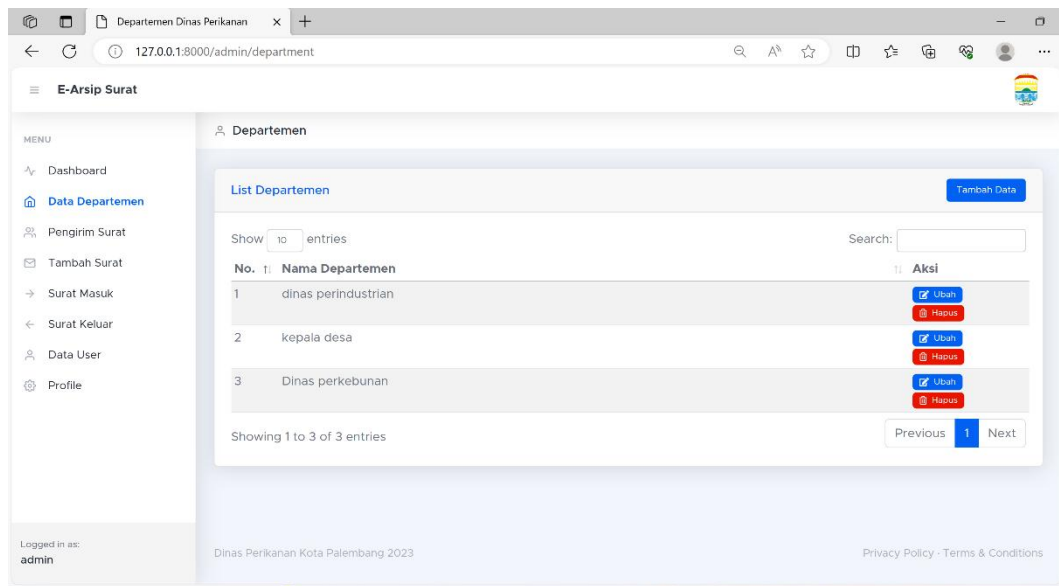 Departemen Dinas Perikanan
127.0.0.1:8000/admin/department
E-Arsip Surat
MENU
Dashboard
Data Departemen
Pengirim Surat
Tambah Surat
Surat Masuk
Surat Keluar
Data User
Profile
Logged in as:
admin
Departemen
List Departemen
Tambah Data
Show 10 entries
Search:
No. Nama Departemen Aksi
1 dinas perindustrian Ubah
Hapus
2 kepala desa Ubah
Hapus
3 Dinas perkebunan Ubah
Hapus
Showing 1 to 3 of 3 entries
Previous 1 Next
Dinas Perikanan Kota Palembang 2023
Privacy Policy · Terms & Conditions